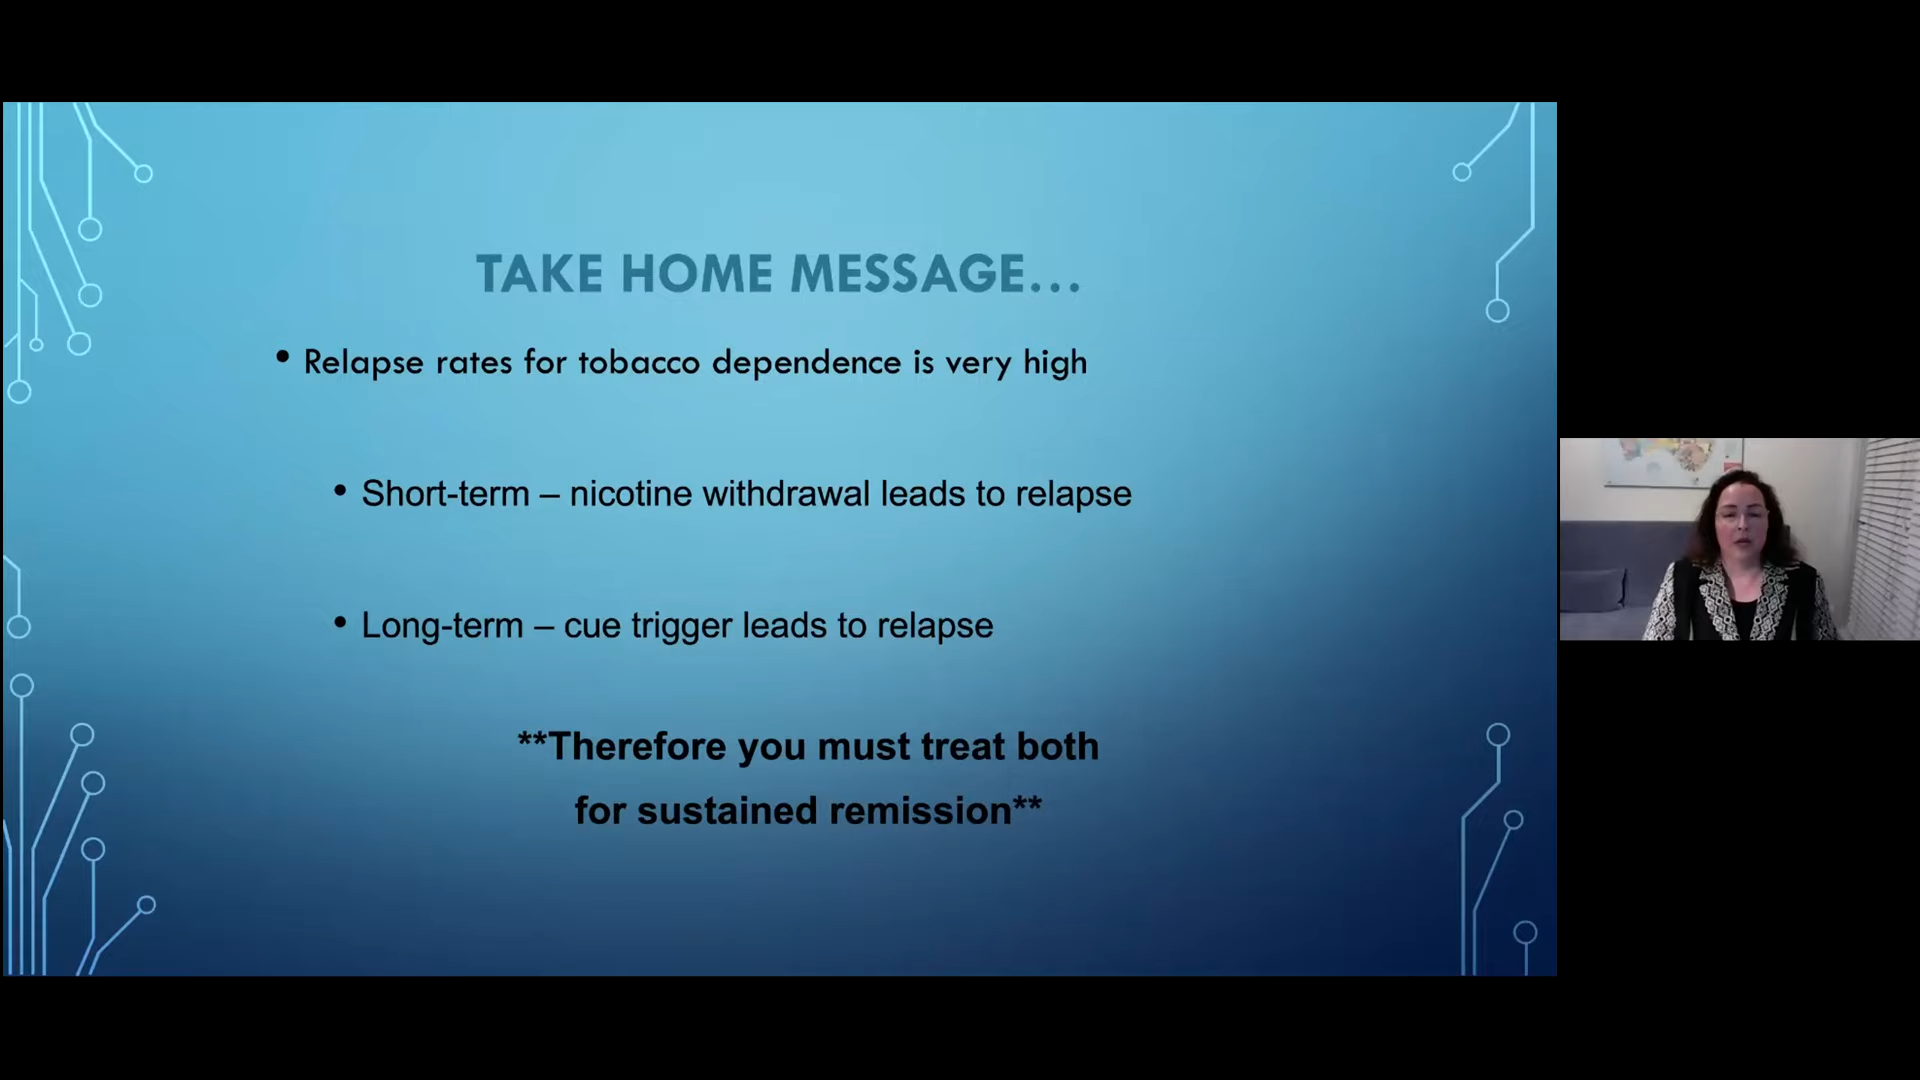 TAKE HOME MESSAGE...
• Relapse rates for tobacco dependence is very high
• Short-term – nicotine withdrawal leads to relapse
• Long-term – cue trigger leads to relapse
**Therefore you must treat both
for sustained remission**